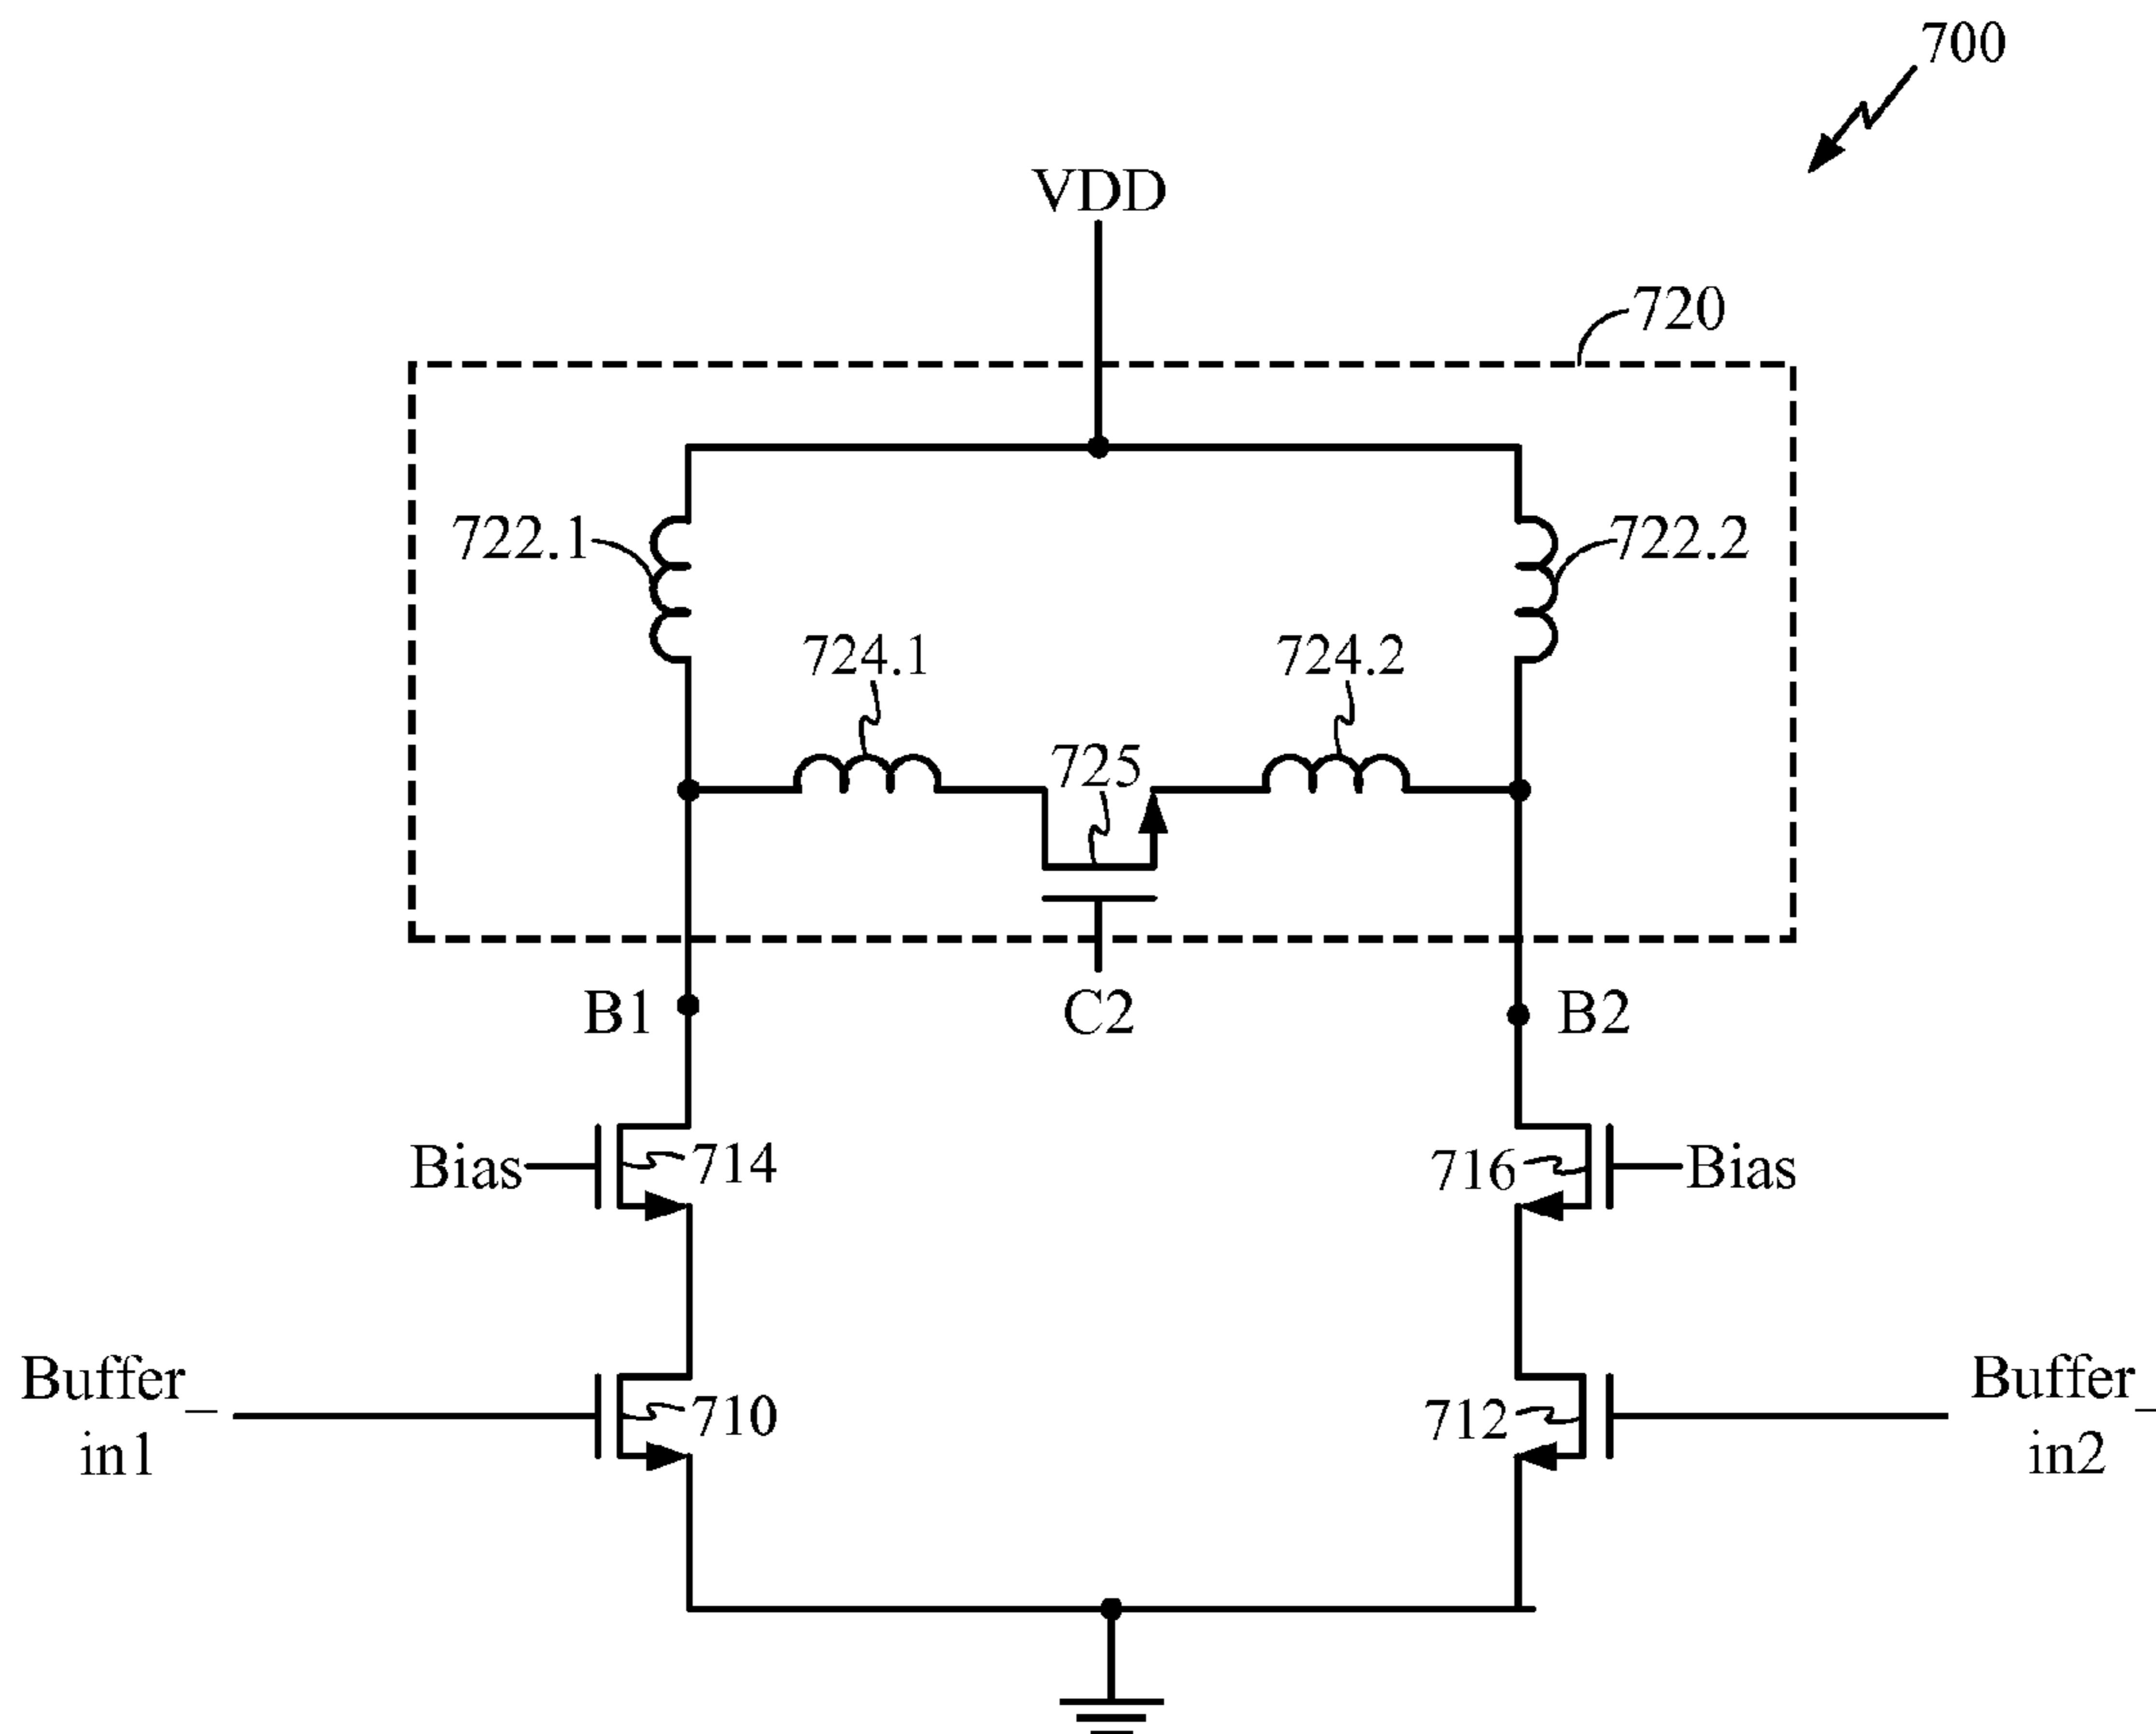 700
VDD
720
722.1
722.2
724.1
724.2
725
B1
C2
B2
Bias
714
716
Bias
Buffer_
in1
710
712
Buffer_
in2